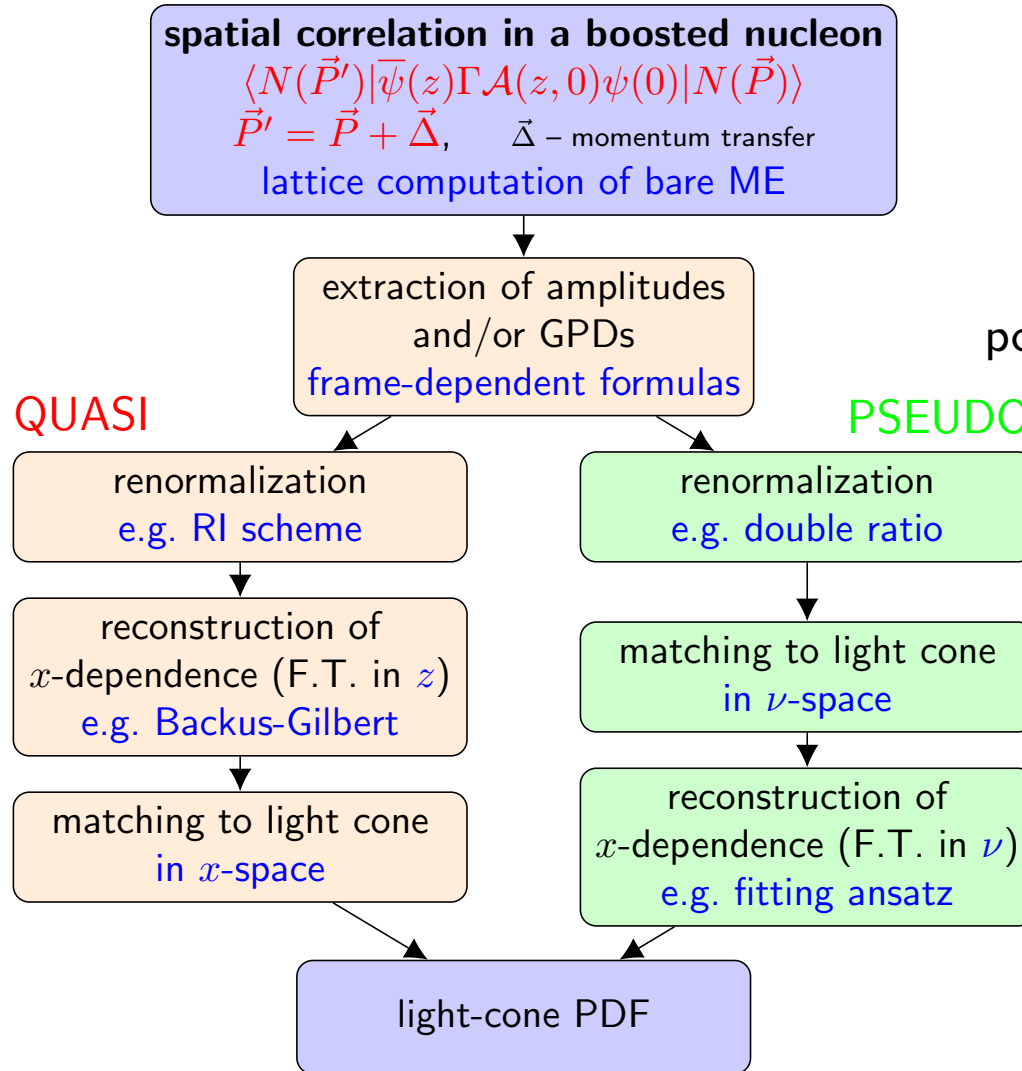 spatial correlation in a boosted nucleon
⟨N(P⃗′)|ψ̅(z)Γ𝒜(z, 0)ψ(0)|N(P⃗)⟩
P⃗′ = P⃗ + Δ⃗, Δ⃗ – momentum transfer
lattice computation of bare ME
extraction of amplitudes
and/or GPDs
frame-dependent formulas
po
QUASI
PSEUDO
renormalization
e.g. RI scheme
renormalization
e.g. double ratio
reconstruction of
x-dependence (F.T. in z)
e.g. Backus-Gilbert
matching to light cone
in ν-space
matching to light cone
in x-space
reconstruction of
x-dependence (F.T. in ν)
e.g. fitting ansatz
light-cone PDF